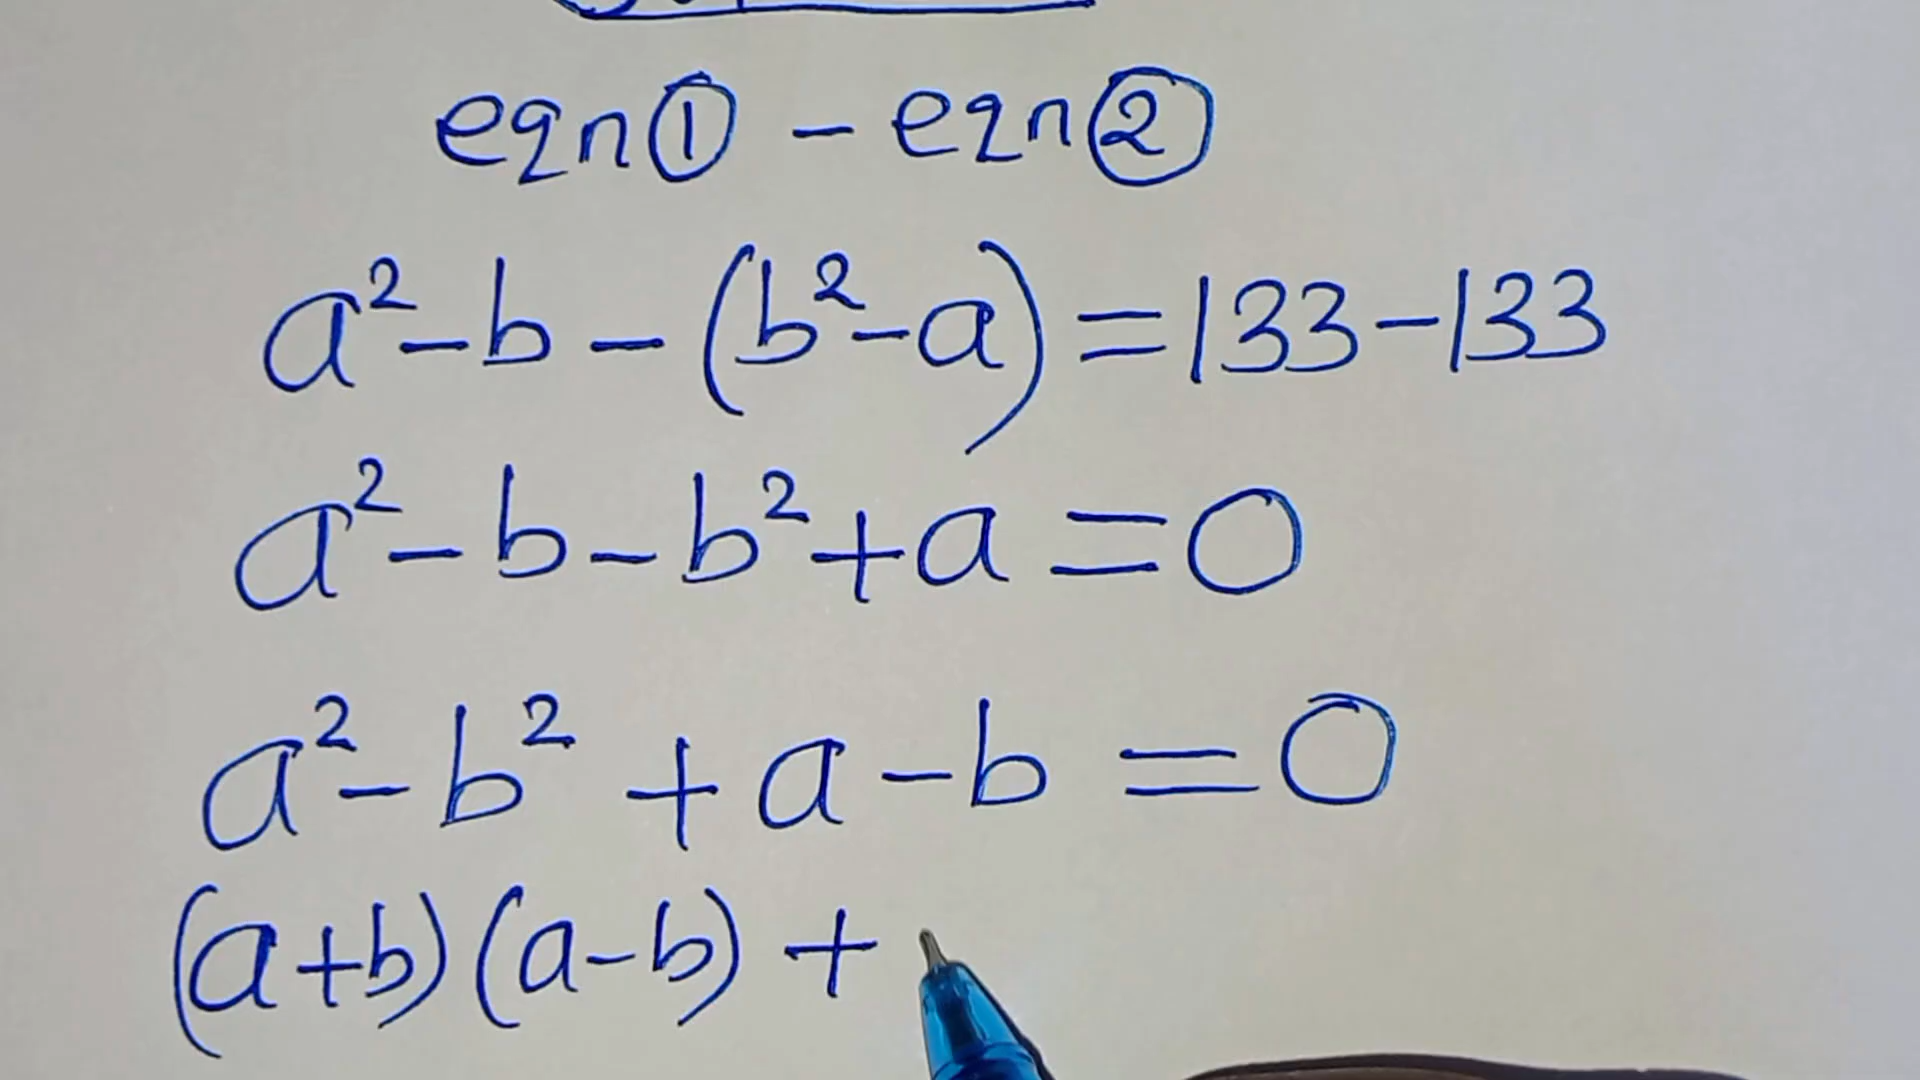 eqn① - eqn②
a² - b - (b² - a) = 133 - 133
a² - b - b² + a = 0
a² - b² + a - b = 0
(a+b)(a-b) +